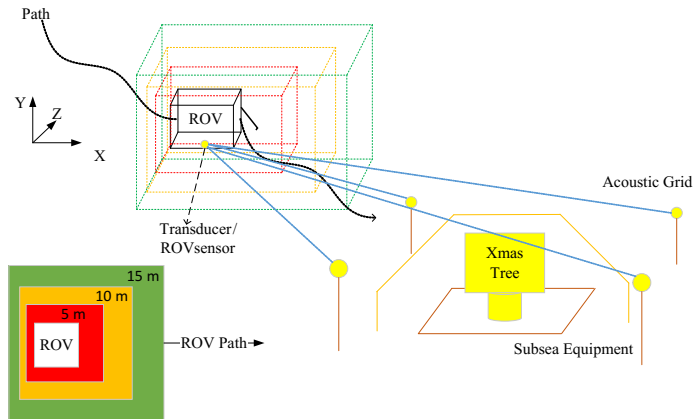 Path
Y
Z
X
ROV
Acoustic Grid
Transducer/
ROVsensor
Xmas
Tree
Subsea Equipment
15 m
10 m
5 m
ROV
ROV Path